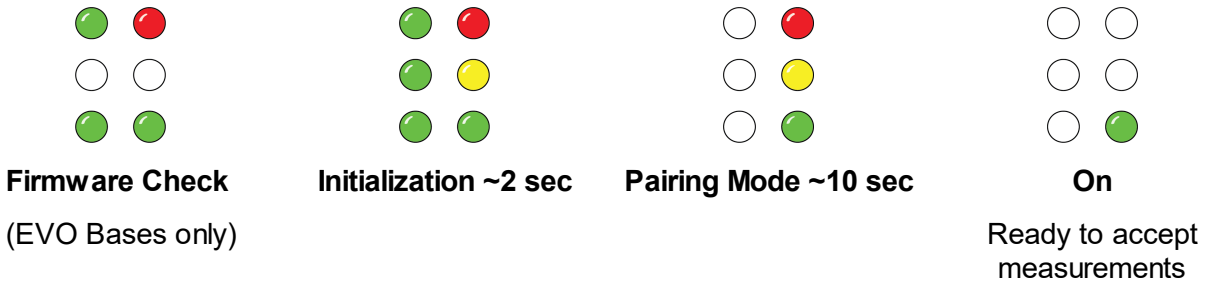 Firmware Check
Initialization ~2 sec
Pairing Mode ~10 sec
On
(EVO Bases only)
Ready to accept
measurements